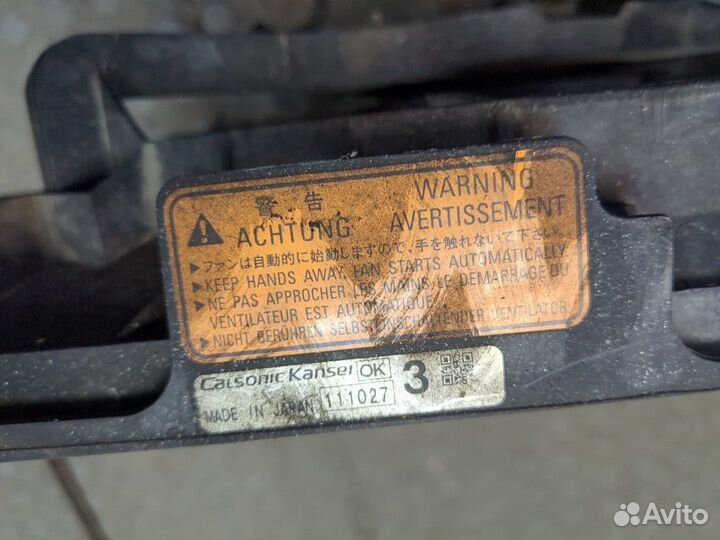 警告 WARNING
ACHTUNG AVERTISSEMENT
▶ファンは自動的に始動しますので、手を触れないで下さい。
▶KEEP HANDS AWAY, FAN STARTS AUTOMATICALLY
▶NE PAS APPROCHER LES MAINS LE DEMARRAGE DU
VENTILATEUR EST AUTOMATIQUE.
▶NICHT BERÜHREN SELBSTEINSCHALTENDER VENTILATOR
CalsonicKansei OK 3
MADE IN JAPAN 111027
Avito